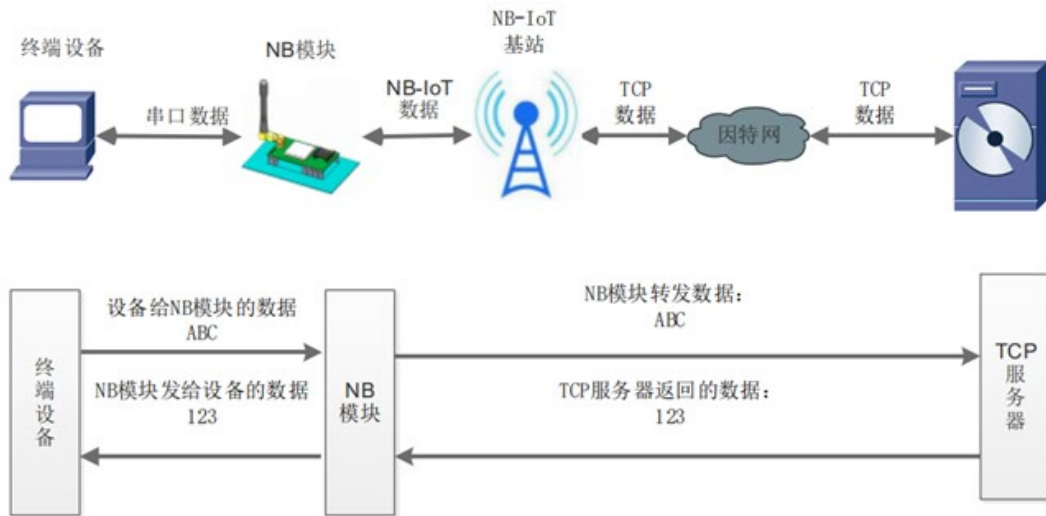 终端设备
NB模块
NB-IoT
基站
串口数据
NB-IoT
数据
TCP
数据
因特网
TCP
数据
设备给NB模块的数据
ABC
NB模块转发数据：
ABC
终端设备
NB模块发给设备的数据
123
NB
模块
TCP服务器返回的数据：
123
TCP
服务器